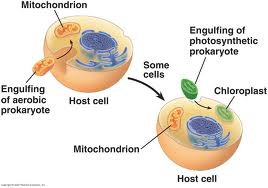 Mitochondrion
Engulfing
of aerobic
prokaryote
Host cell
Some
cells
Engulfing of
photosynthetic
prokaryote
Chloroplast
Mitochondrion
Host cell